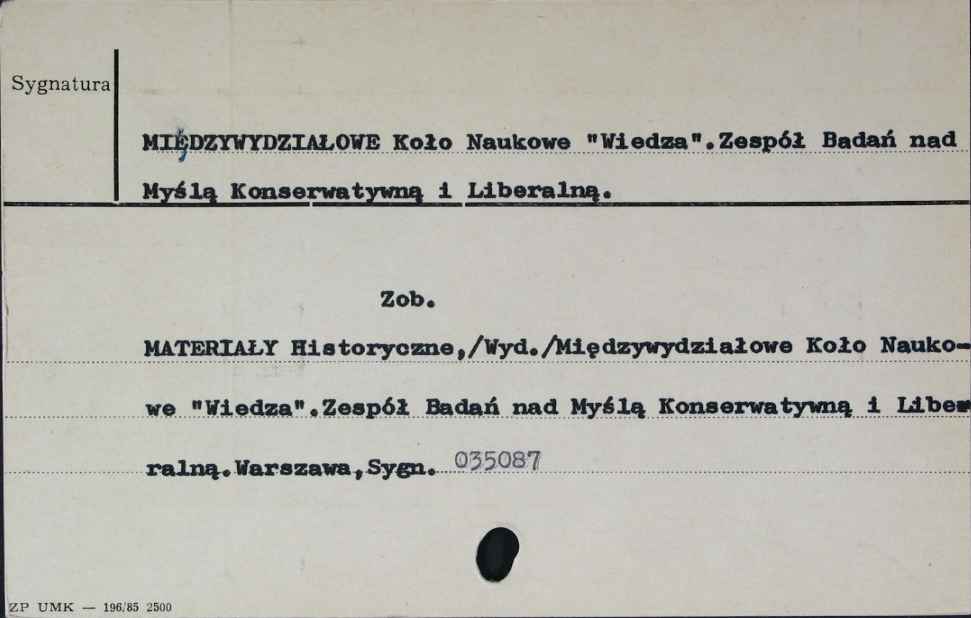 Sygnatura
MIĘDZYWYDZIAŁOWE Koło Naukowe "Wiedza".Zespół Badań nad
Myślą Konserwatywną i Liberalną.
Zob.
MATERIAŁY Historyczne,/Wyd./Międzywydziałowe Koło Nauko-
we "Wiedza".Zespół Badań nad Myślą Konserwatywną i Libe-
ralną.Warszawa,Sygn. 035087
ZP UMK — 196/85 2500